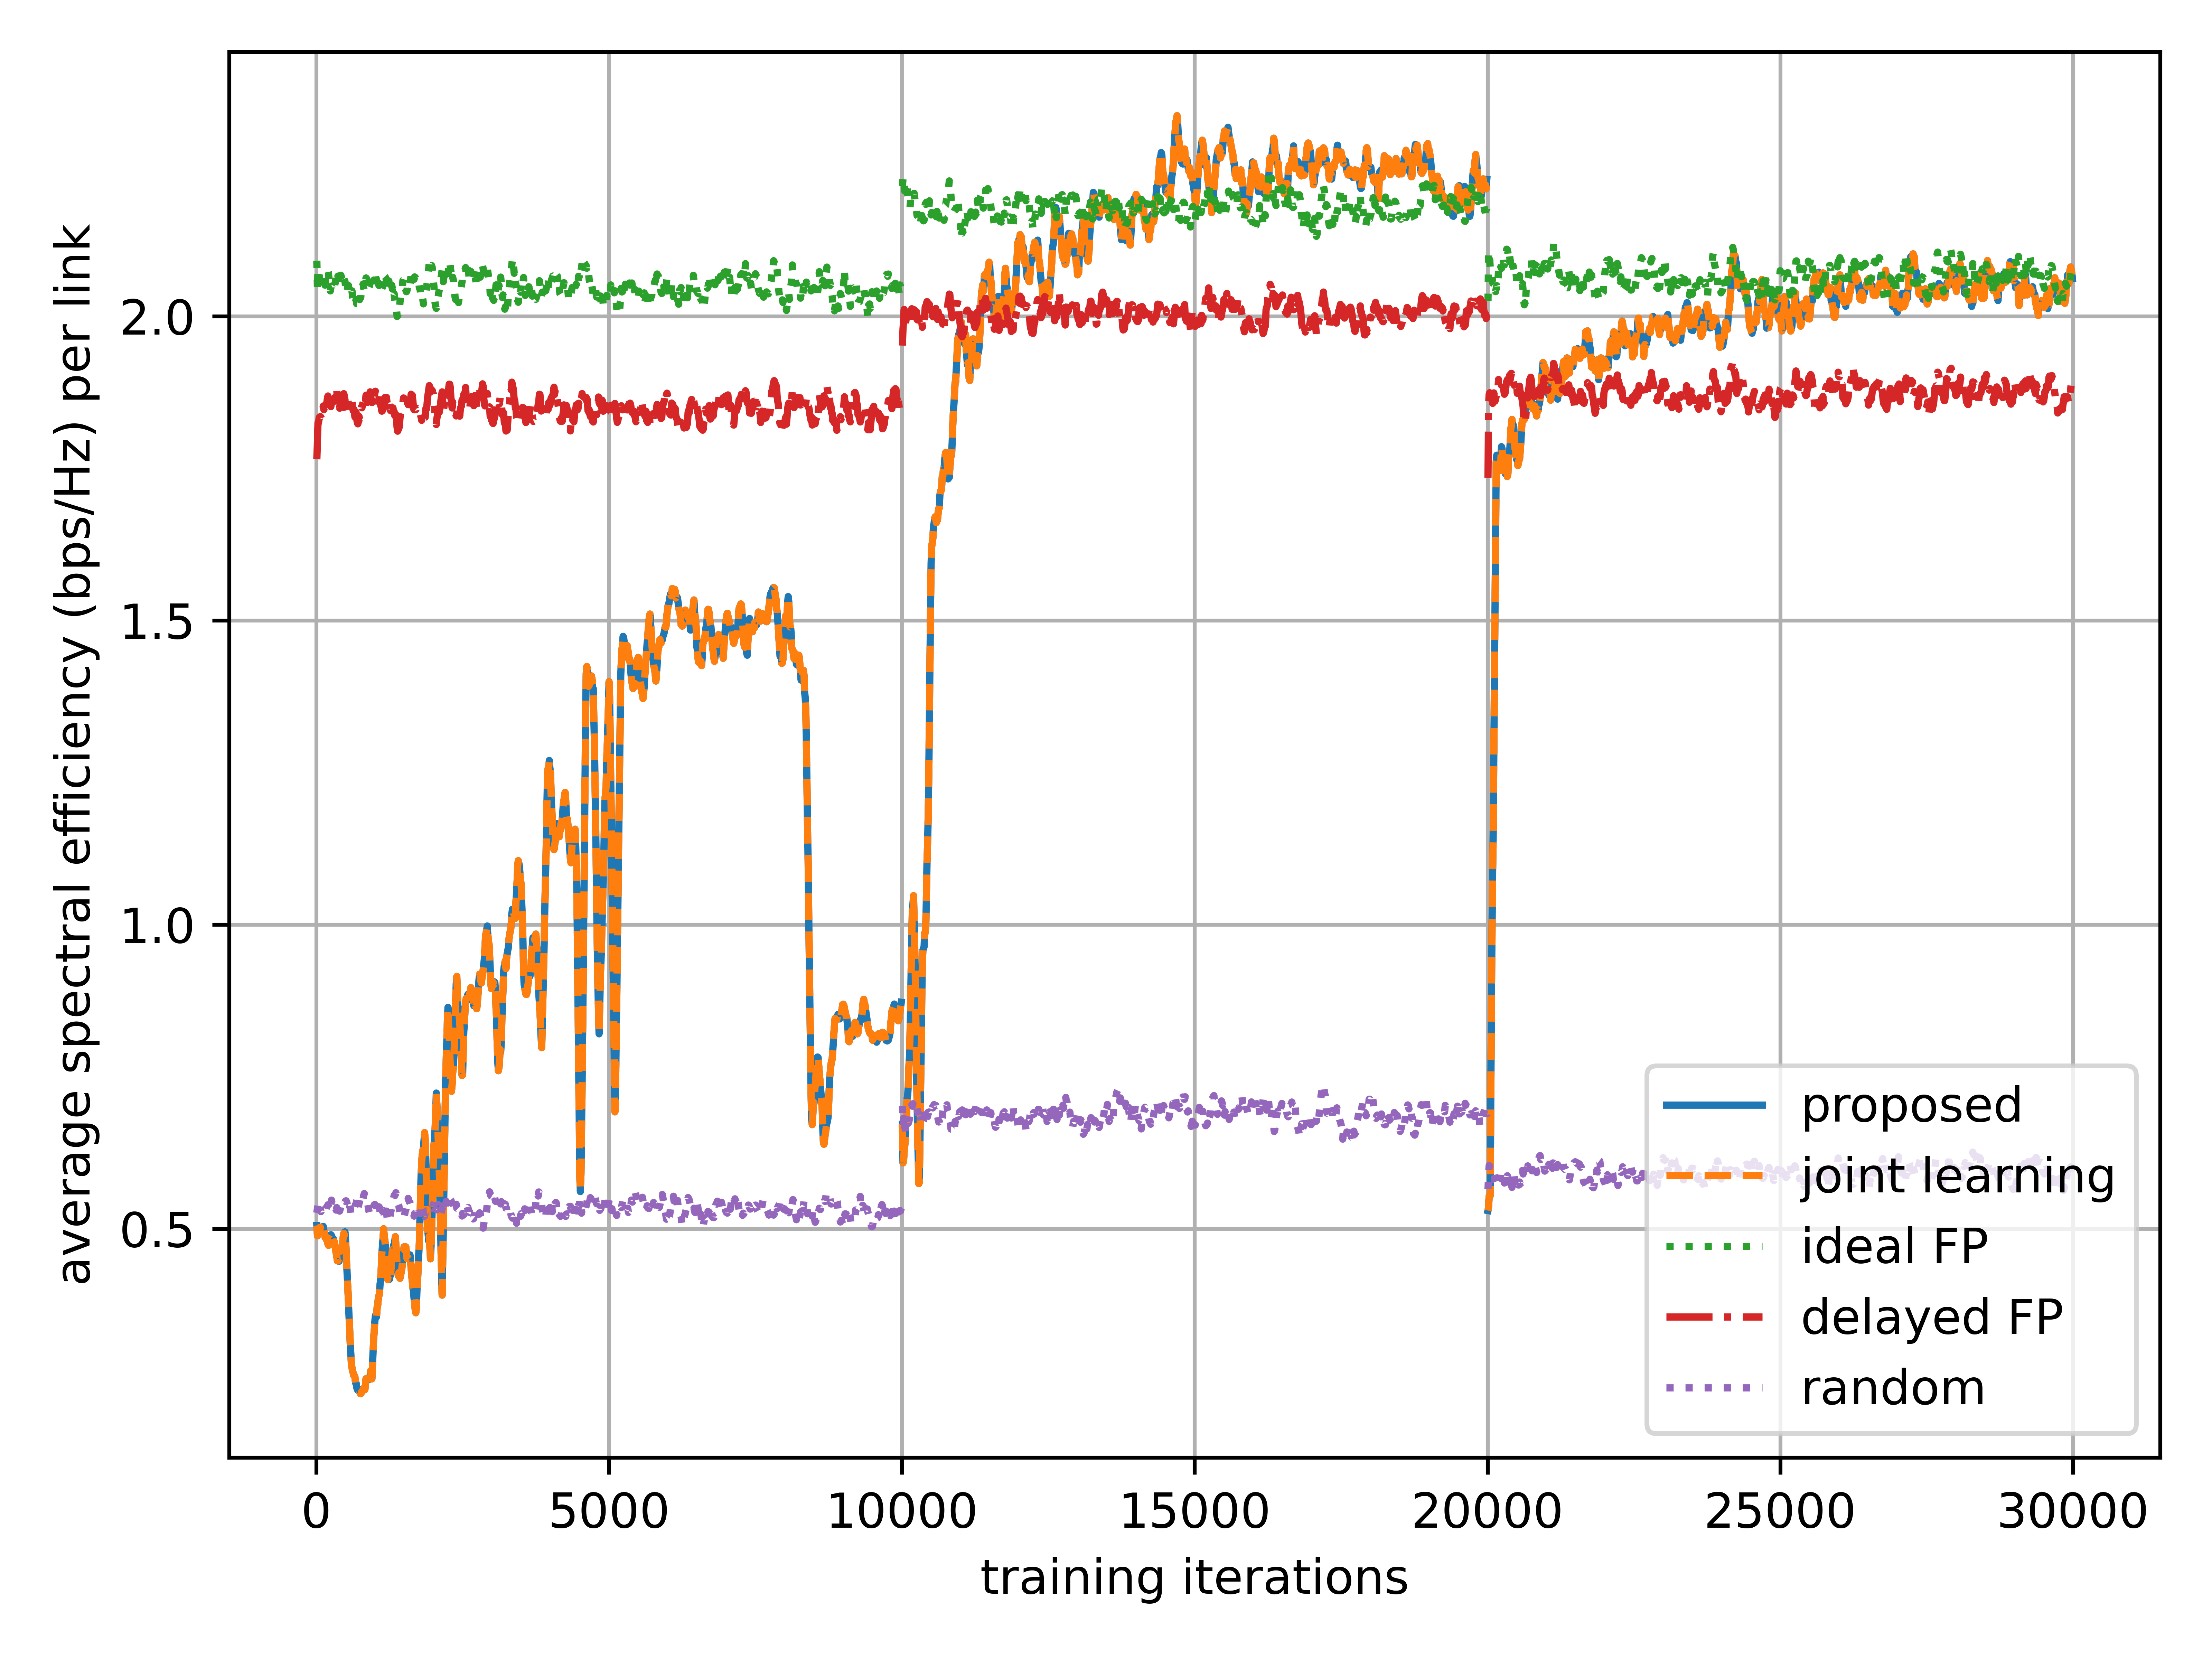 average spectral efficiency (bps/Hz) per link
2.0
1.5
1.0
0.5
0
5000
10000
15000
20000
25000
30000
training iterations
proposed
joint learning
ideal FP
delayed FP
random